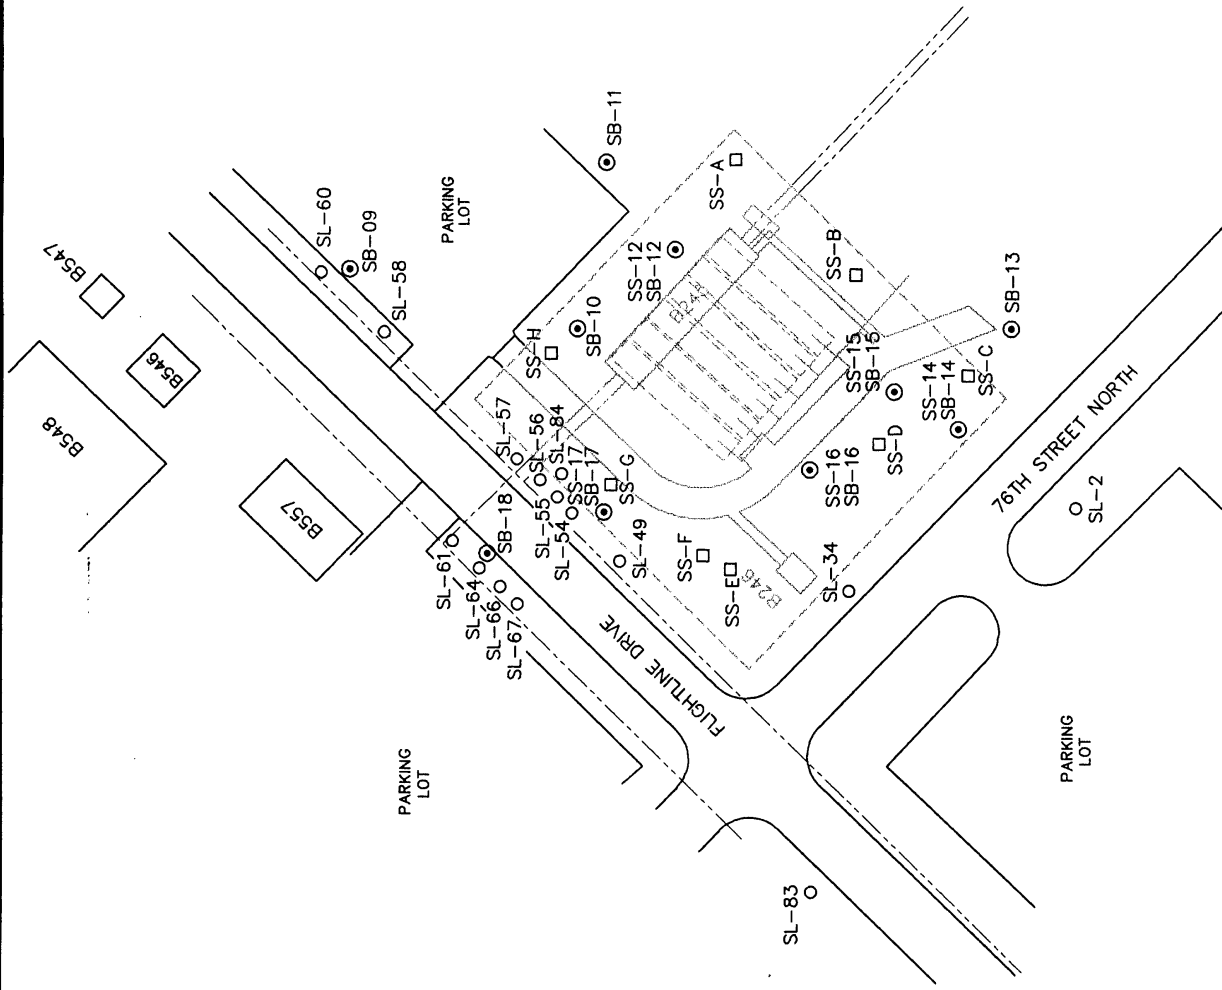 B547
SL-60
SB-09
SL-58
PARKING
LOT
SB-11
B546
B548
B557
SS-A
SS-12
SB-12
SB-10
SS-H
SS-B
SB-13
SS-15
SB-15
SS-14
SB-14
SS-C
SS-D
SS-16
SB-16
SL-57
SL-56
SL-84
SS-17
SB-17
SS-G
SL-55
SL-54
SB-18
SL-61
SL-64
SL-66
SL-67
SL-49
SS-F
SS-E
B246
SL-34
FLIGHTLINE DRIVE
76TH STREET NORTH
SL-2
PARKING
LOT
PARKING
LOT
SL-83